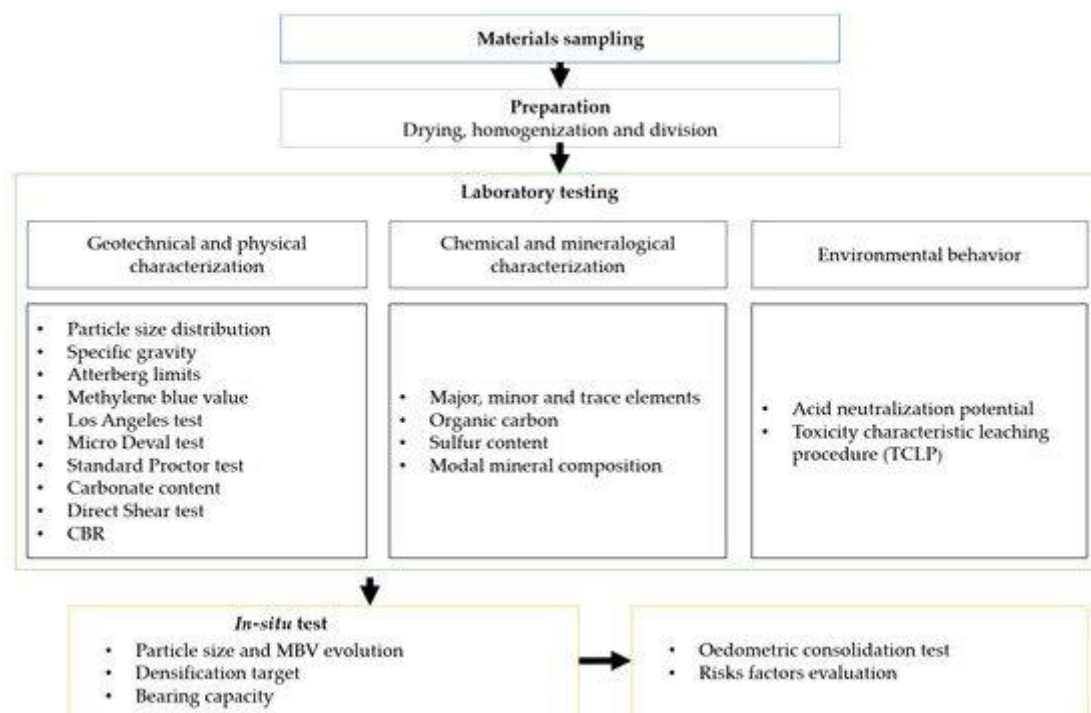 Materials sampling
Preparation
Drying, homogenization and division
Laboratory testing
Geotechnical and physical
characterization
Chemical and mineralogical
characterization
Environmental behavior
• Particle size distribution
• Specific gravity
• Atterberg limits
• Methylene blue value
• Los Angeles test
• Micro Deval test
• Standard Proctor test
• Carbonate content
• Direct Shear test
• CBR
• Major, minor and trace elements
• Organic carbon
• Sulfur content
• Modal mineral composition
• Acid neutralization potential
• Toxicity characteristic leaching
procedure (TCLP)
In-situ test
• Particle size and MBV evolution
• Densification target
• Bearing capacity
• Oedometric consolidation test
• Risks factors evaluation